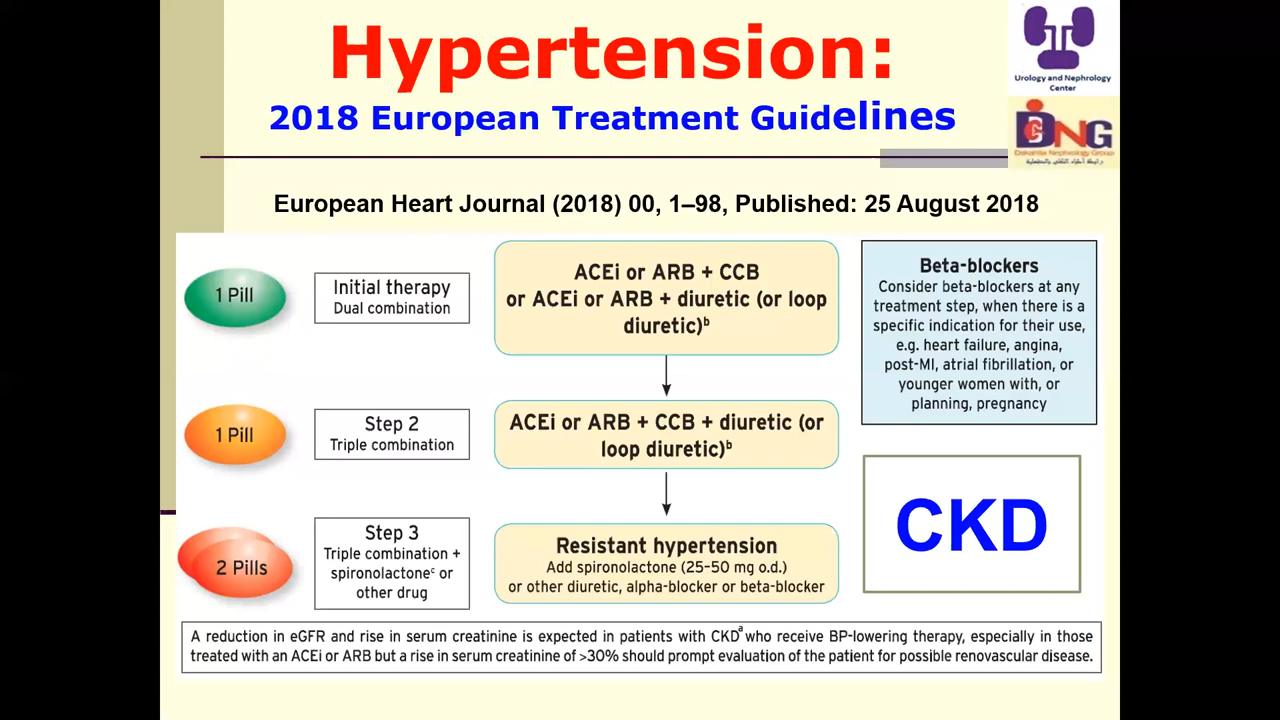 Hypertension:
2018 European Treatment Guidelines
Urology and Nephrology
Center
DCNG
Dakahlia Nephrology Group
European Heart Journal (2018) 00, 1–98, Published: 25 August 2018
1 Pill
Initial therapy
Dual combination
ACEi or ARB + CCB
or ACEi or ARB + diuretic (or loop
diuretic)ᵇ
Beta-blockers
Consider beta-blockers at any
treatment step, when there is a
specific indication for their use,
e.g. heart failure, angina,
post-MI, atrial fibrillation, or
younger women with, or
planning, pregnancy
1 Pill
Step 2
Triple combination
ACEi or ARB + CCB + diuretic (or
loop diuretic)ᵇ
CKD
2 Pills
Step 3
Triple combination +
spironolactoneᶜ or
other drug
Resistant hypertension
Add spironolactone (25–50 mg o.d.)
or other diuretic, alpha-blocker or beta-blocker
A reduction in eGFR and rise in serum creatinine is expected in patients with CKDᵃ who receive BP-lowering therapy, especially in those
treated with an ACEi or ARB but a rise in serum creatinine of >30% should prompt evaluation of the patient for possible renovascular disease.